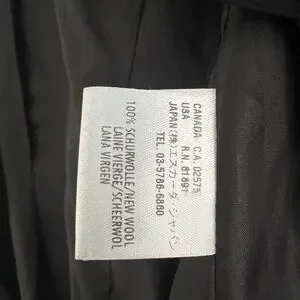 CANADA C.A. 02575
USA R.N. 61891
JAPAN(株)エスカーダ・ジャパン
TEL. 03-5786-6860
100% SCHURWOLLE/NEW WOOL
LAINE VIERGE/SCHEERWOL
LANA VIRGEN